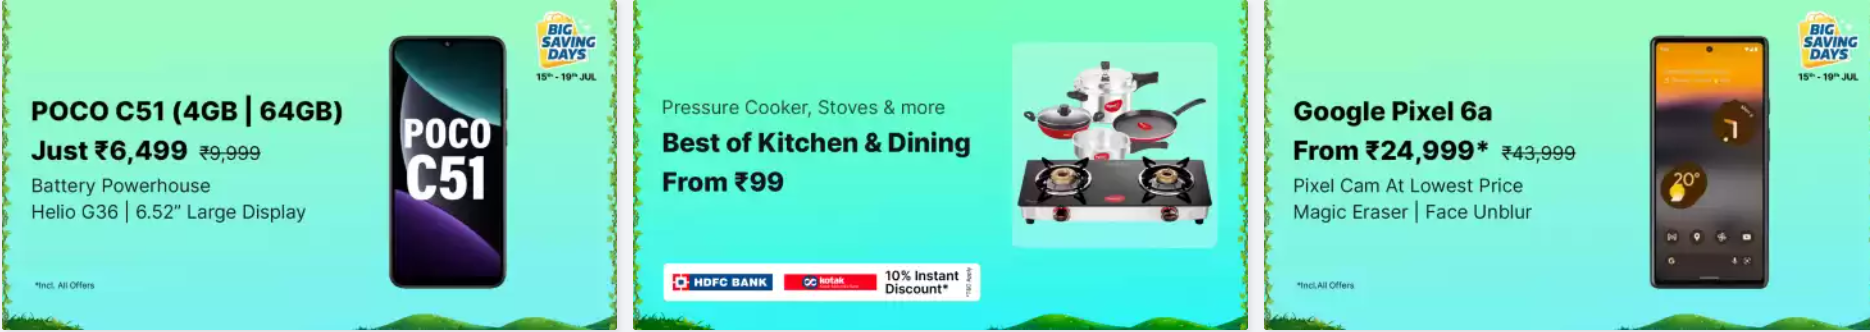 BIG
SAVING
DAYS
15th - 19th JUL
POCO C51 (4GB | 64GB)
Just ₹6,499 ₹9,999
Battery Powerhouse
Helio G36 | 6.52” Large Display
*Incl. All Offers
POCO
C51
Pressure Cooker, Stoves & more
Best of Kitchen & Dining
From ₹99
HDFC BANK
kotak
10% Instant
Discount*
*T&C Apply
BIG
SAVING
DAYS
15th - 19th JUL
Google Pixel 6a
From ₹24,999* ₹43,999
Pixel Cam At Lowest Price
Magic Eraser | Face Unblur
*Incl.All Offers
20°